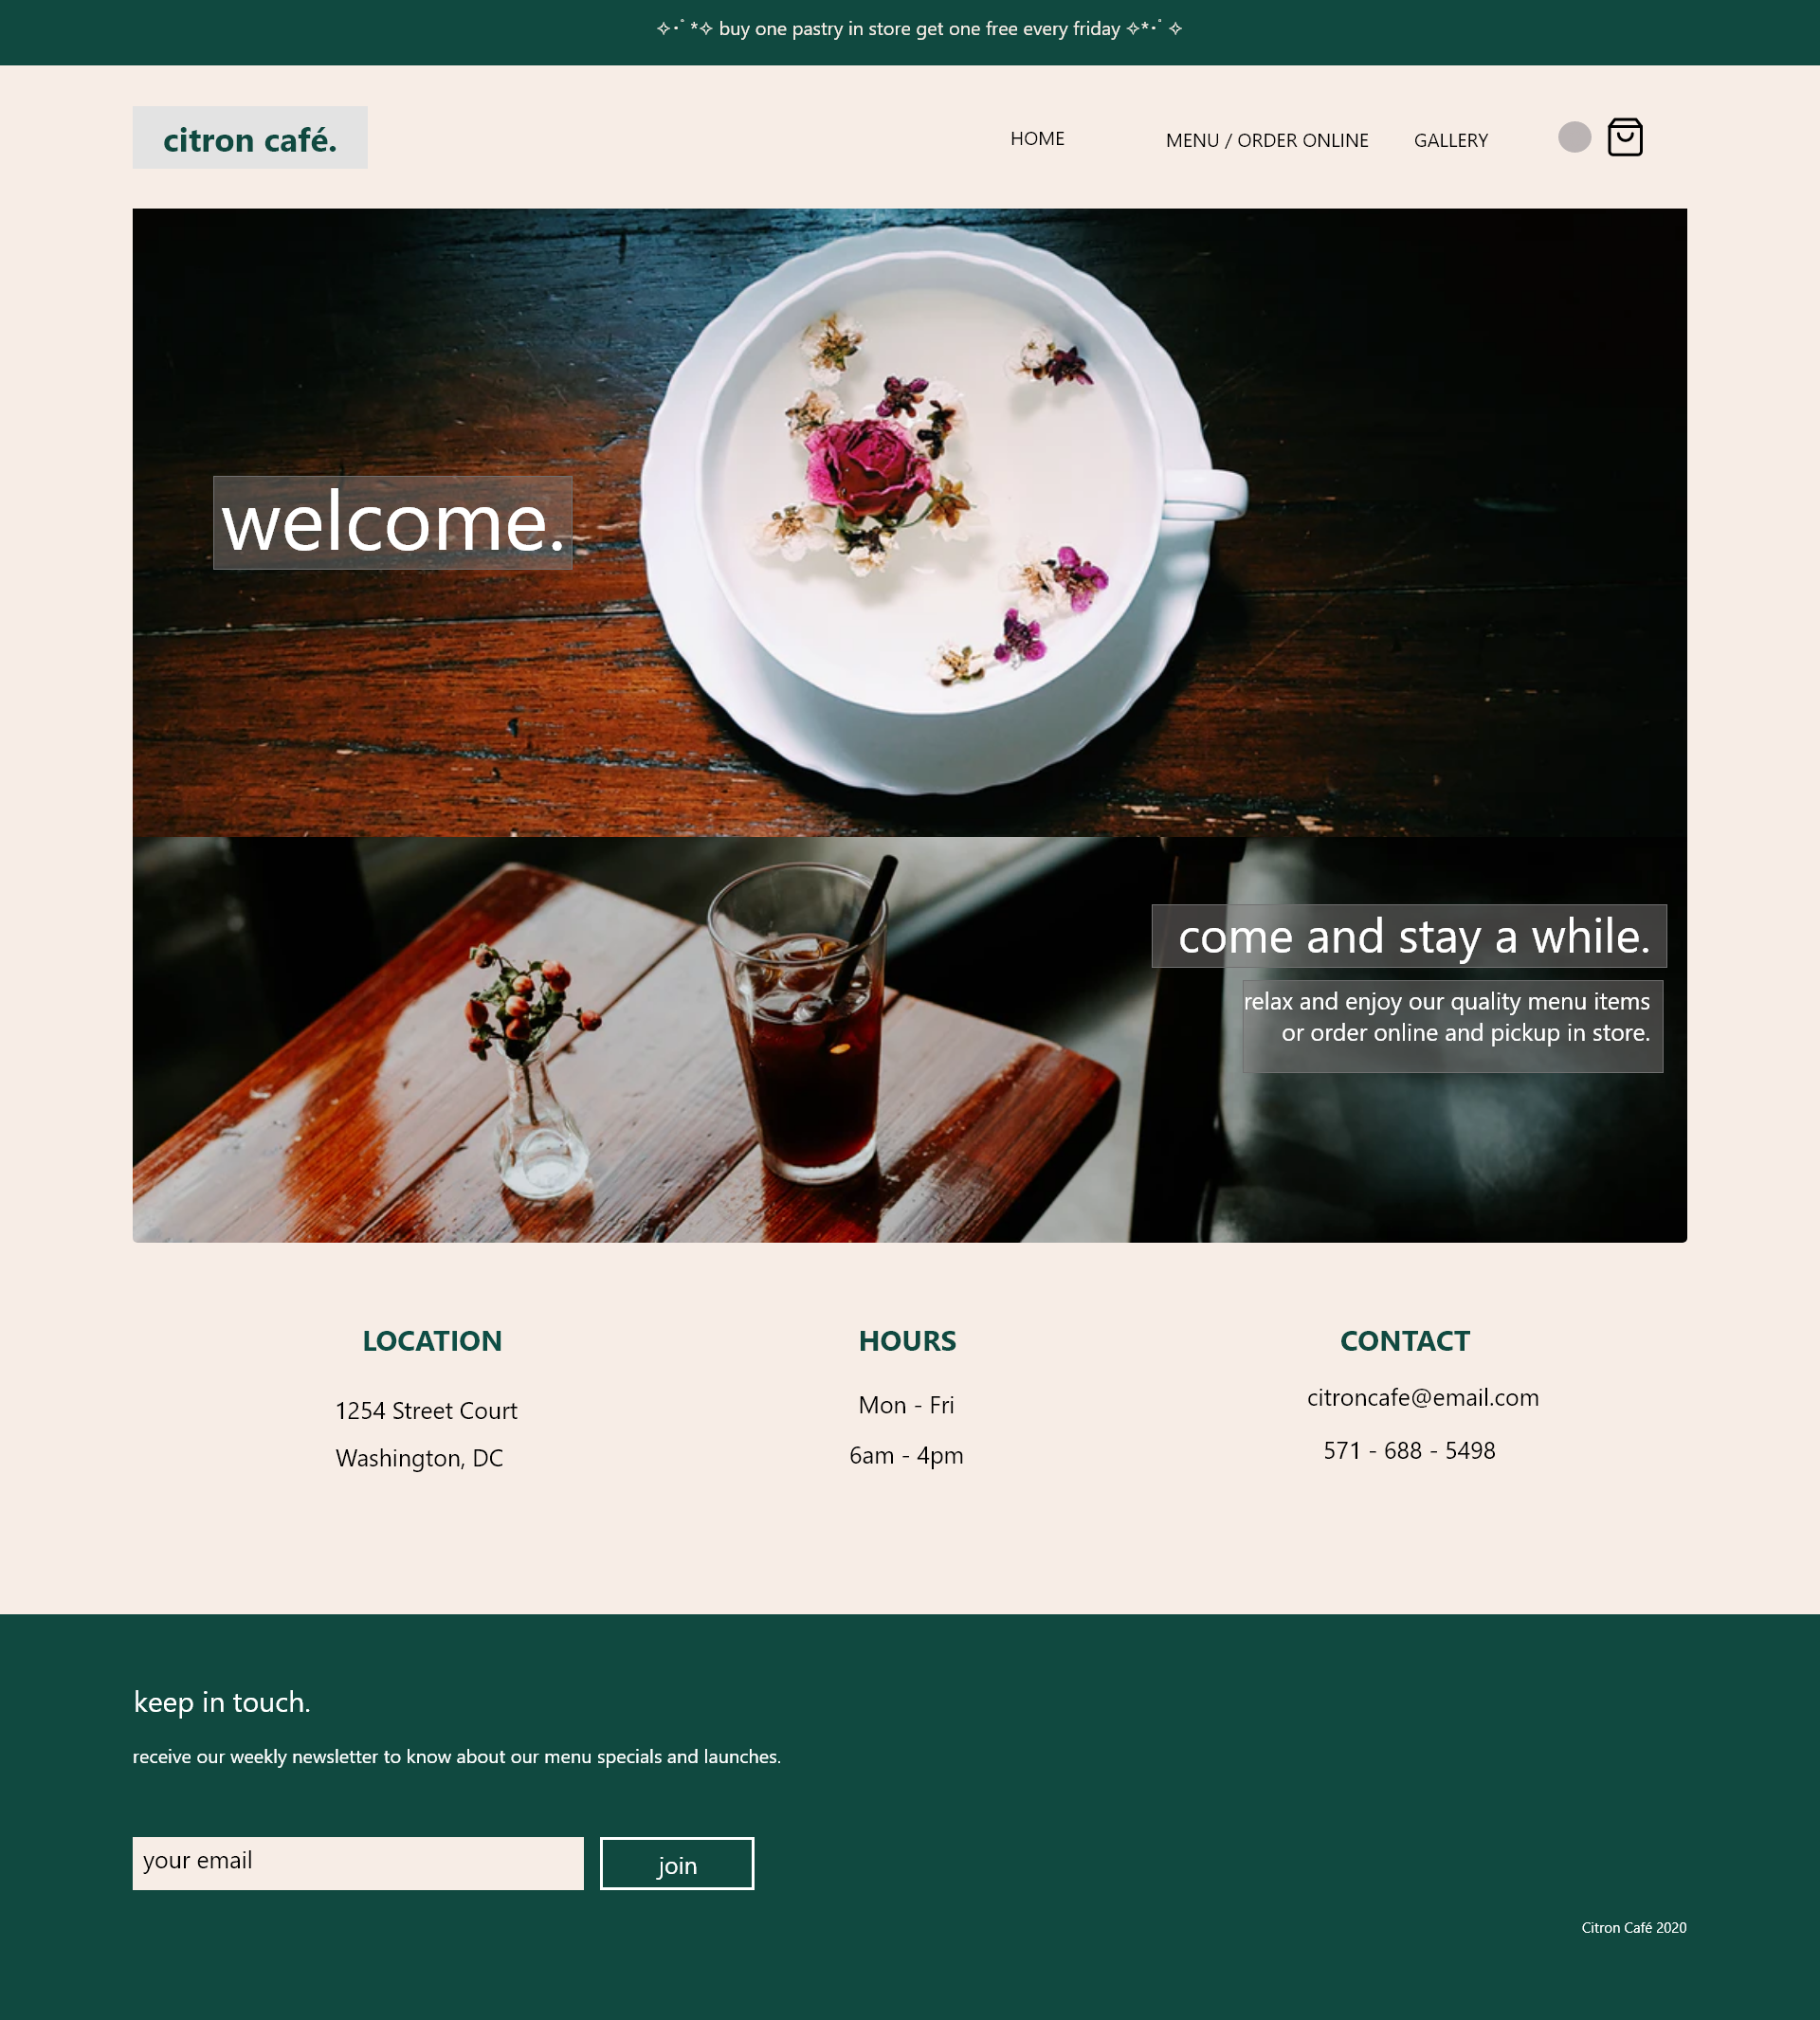 ✧･ﾟ*✧ buy one pastry in store get one free every friday ✧*･ﾟ✧
citron café.
HOME MENU / ORDER ONLINE GALLERY
welcome.
come and stay a while.
relax and enjoy our quality menu items
or order online and pickup in store.
LOCATION
1254 Street Court
Washington, DC
HOURS
Mon - Fri
6am - 4pm
CONTACT
citroncafe@email.com
571 - 688 - 5498
keep in touch.
receive our weekly newsletter to know about our menu specials and launches.
your email
join
Citron Café 2020